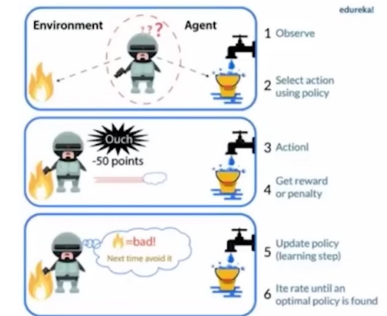 edureka!
Environment
Agent
???
1 Observe
2 Select action
using policy
Ouch
-50 points
3 Action!
4 Get reward
or penalty
=bad!
Next time avoid it
5 Update policy
(learning step)
6 Ite rate until an
optimal policy is found